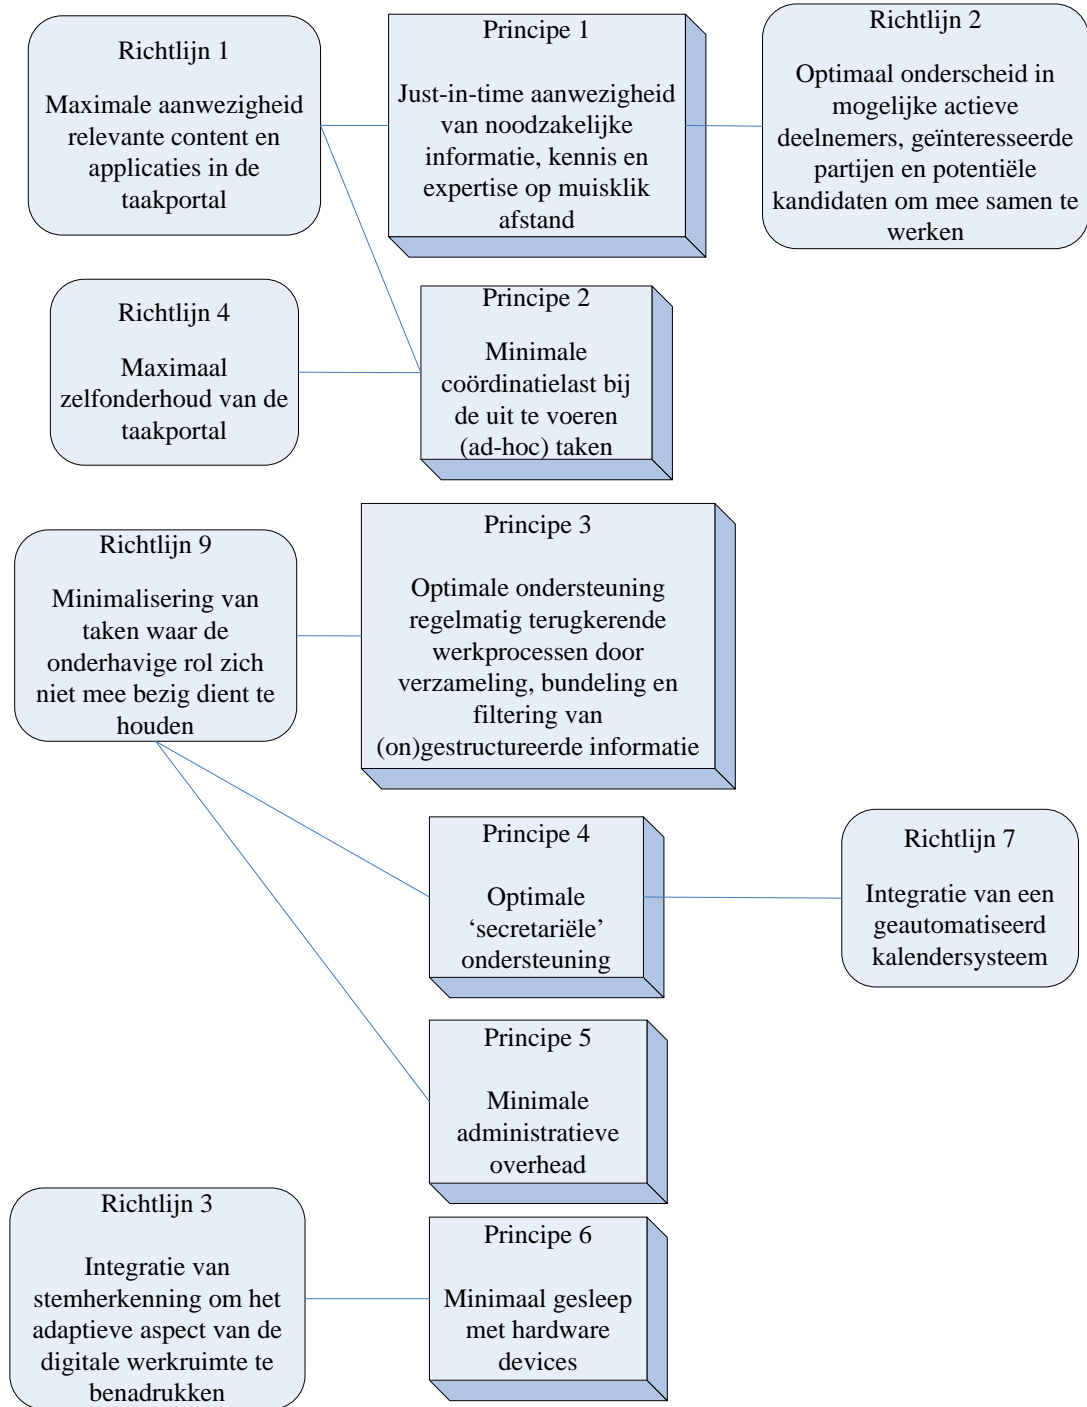 Richtlijn 1
Maximale aanwezigheid
relevante content en
applicaties in de
taakportal
Principe 1
Just-in-time aanwezigheid
van noodzakelijke
informatie, kennis en
expertise op muisklik
afstand
Richtlijn 2
Optimaal onderscheid in
mogelijke actieve
deelnemers, geïnteresseerde
partijen en potentiële
kandidaten om mee samen te
werken
Richtlijn 4
Maximaal
zelfonderhoud van de
taakportal
Principe 2
Minimale
coördinatielast bij
de uit te voeren
(ad-hoc) taken
Richtlijn 9
Minimalisering van
taken waar de
onderhavige rol zich
niet mee bezig dient te
houden
Principe 3
Optimale ondersteuning
regelmatig terugkerende
werkprocessen door
verzameling, bundeling en
filtering van
(on)gestructureerde informatie
Principe 4
Optimale
‘secretariële’
ondersteuning
Richtlijn 7
Integratie van een
geautomatiseerd
kalendersysteem
Principe 5
Minimale
administratieve
overhead
Richtlijn 3
Integratie van
stemherkenning om het
adaptieve aspect van de
digitale werkruimte te
benadrukken
Principe 6
Minimaal gesleep
met hardware
devices